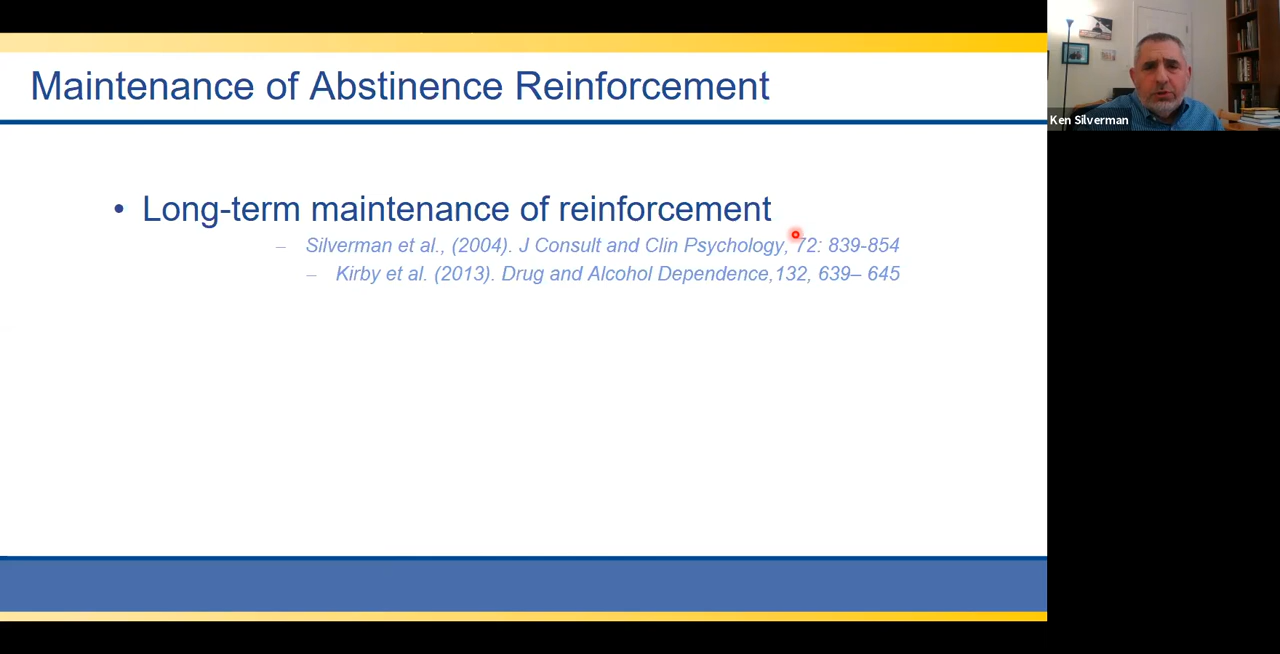 Maintenance of Abstinence Reinforcement
• Long-term maintenance of reinforcement
– Silverman et al., (2004). J Consult and Clin Psychology, 72: 839-854
– Kirby et al. (2013). Drug and Alcohol Dependence,132, 639– 645
Ken Silverman